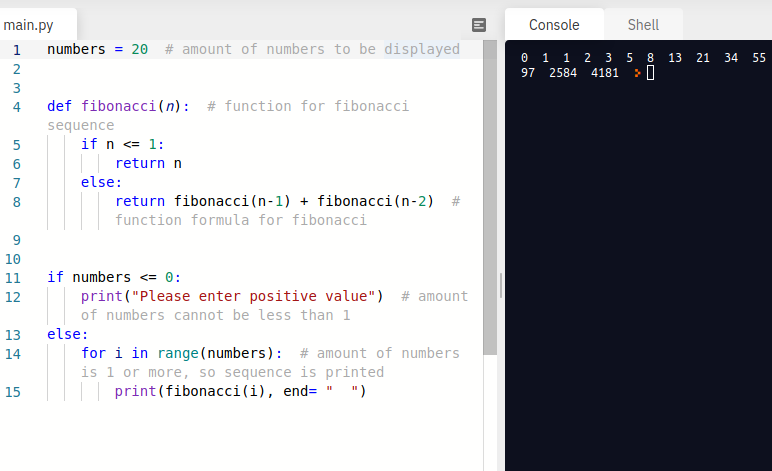 main.py
Console Shell
1 numbers = 20  # amount of numbers to be displayed
2
3
4 def fibonacci(n):  # function for fibonacci
sequence
5     if n <= 1:
6         return n
7     else:
8         return fibonacci(n-1) + fibonacci(n-2)  #
function formula for fibonacci
9
10
11 if numbers <= 0:
12     print("Please enter positive value")  # amount
of numbers cannot be less than 1
13 else:
14     for i in range(numbers):  # amount of numbers
is 1 or more, so sequence is printed
15         print(fibonacci(i), end= "  ")
0  1  1  2  3  5  8  13  21  34  55
97  2584  4181